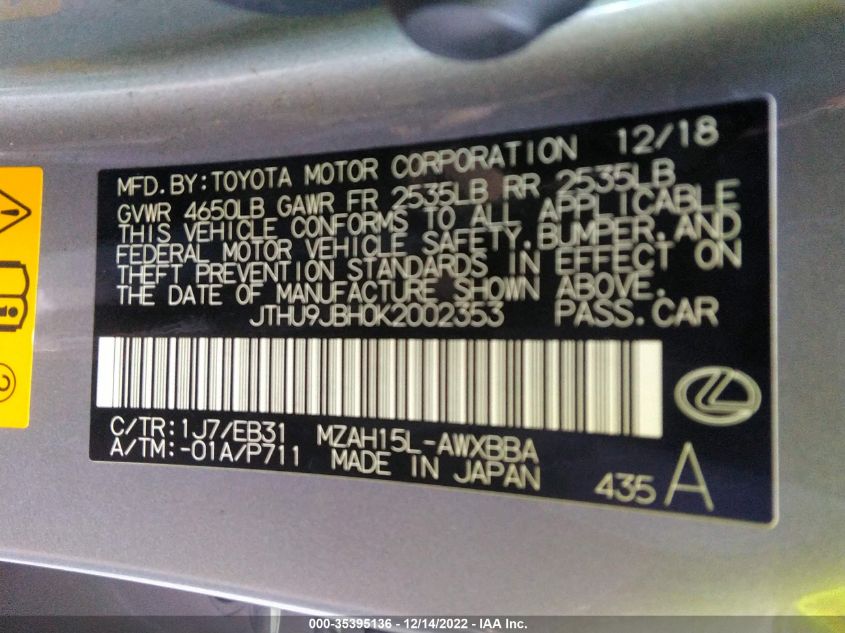 MFD. BY: TOYOTA MOTOR CORPORATION 12/18
GVWR 4650LB GAWR FR 2535LB RR 2535LB
THIS VEHICLE CONFORMS TO ALL APPLICABLE
FEDERAL MOTOR VEHICLE SAFETY, BUMPER, AND
THEFT PREVENTION STANDARDS IN EFFECT ON
THE DATE OF MANUFACTURE SHOWN ABOVE.
JTHU9JBH0K2002353 PASS. CAR
C/TR: 1J7/EB31 MZAH15L-AWXBBA
A/TM: -01A/P711 MADE IN JAPAN
435 A
2
000-35395136 - 12/14/2022 - IAA Inc.